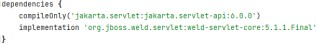 dependencies {
    compileOnly('jakarta.servlet:jakarta.servlet-api:6.0.0')
    implementation 'org.jboss.weld.servlet:weld-servlet-core:5.1.1.Final'
}